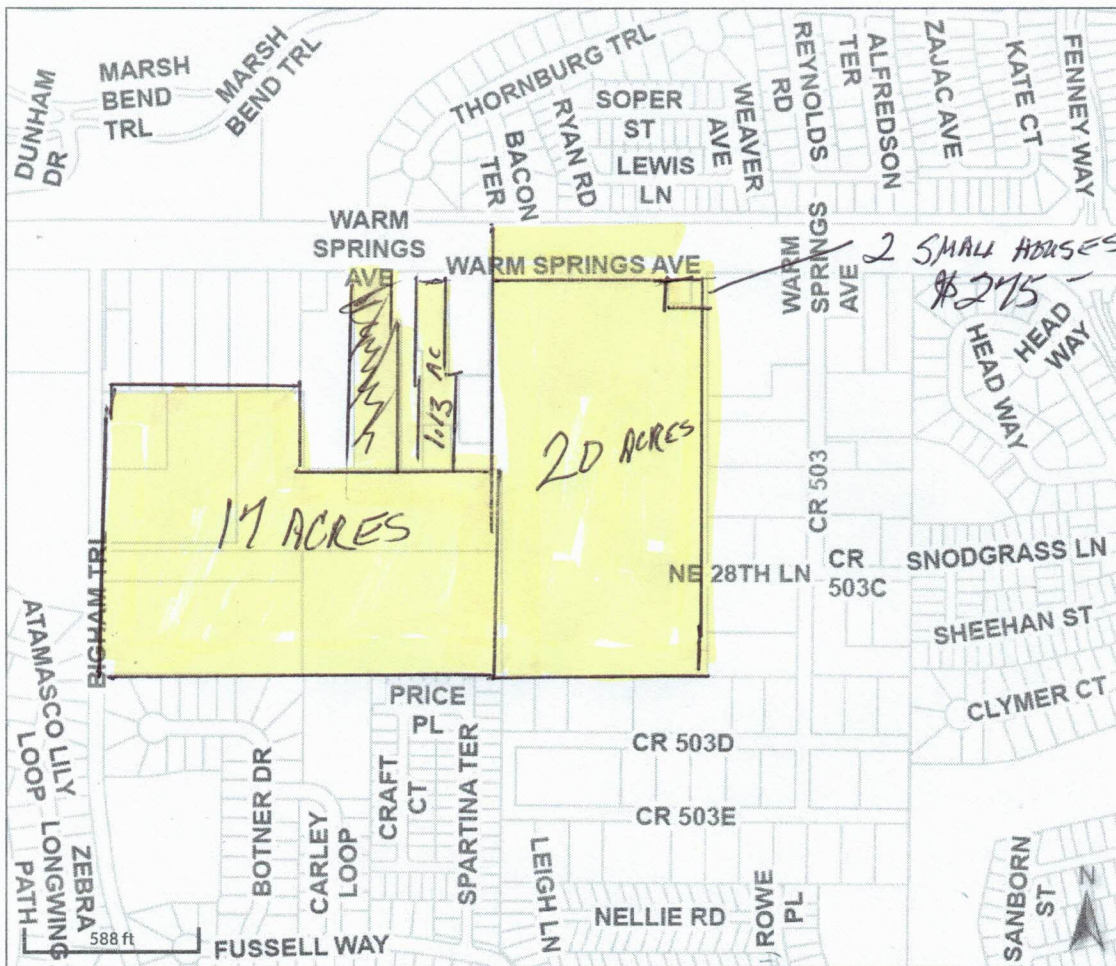 DUNHAM
DR
MARSH
BEND
TRL
MARSH
BEND TRL
THORNBURG TRL
BACON
TER
RYAN RD
SOPER
ST
LEWIS
LN
WEAVER
AVE
REYNOLDS
RD
ALFREDSON
TER
ZAJAC AVE
KATE CT
FENNEY WAY
WARM
SPRINGS
AVE
WARM SPRINGS AVE
WARM
SPRINGS
AVE
2 SMALL HOUSES
$275
HEAD
WAY
HEAD WAY
1.13 AC
20 ACRES
17 ACRES
CR 503
NE 28TH LN
CR
503C
SNODGRASS LN
SHEEHAN ST
CLYMER CT
BIGHAM TRL
ATAMASCO LILY
LOOP
LONGWING
PATH
ZEBRA
PRICE
PL
CR 503D
CR 503E
BOTNER DR
CARLEY
LOOP
CRAFT
CT
SPARTINA TER
LEIGH LN
NELLIE RD
ROWE
PL
SANBORN
ST
N
588 ft
FUSSELL WAY